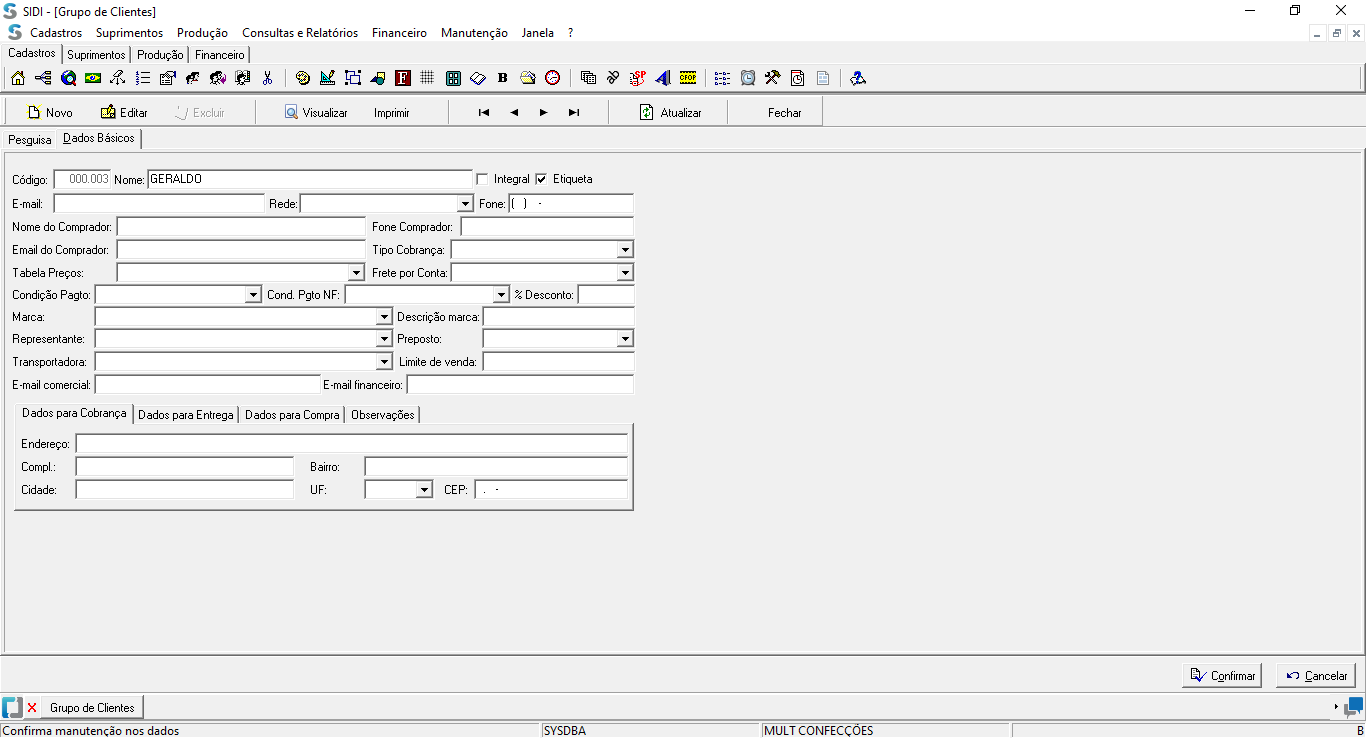 SIDI - [Grupo de Clientes]
Cadastros Suprimentos Produção Consultas e Relatórios Financeiro Manutenção Janela ?
Cadastros Suprimentos Produção Financeiro
F B SP CFOP
Novo Editar Excluir Visualizar Imprimir Atualizar Fechar
Pesguisa Dados Básicos
Código: 000.003 Nome: GERALDO Integral Etiqueta
E-mail: Rede: Fone: ( ) -
Nome do Comprador: Fone Comprador:
Email do Comprador: Tipo Cobrança:
Tabela Preços: Frete por Conta:
Condição Pagto: Cond. Pgto NF: % Desconto:
Marca: Descrição marca:
Representante: Preposto:
Transportadora: Limite de venda:
E-mail comercial: E-mail financeiro:
Dados para Cobrança Dados para Entrega Dados para Compra Observações
Endereço:
Compl.: Bairro:
Cidade: UF: CEP: . -
Confirmar Cancelar
Grupo de Clientes
Confirma manutenção nos dados SYSDBA MULT CONFECÇÕES B